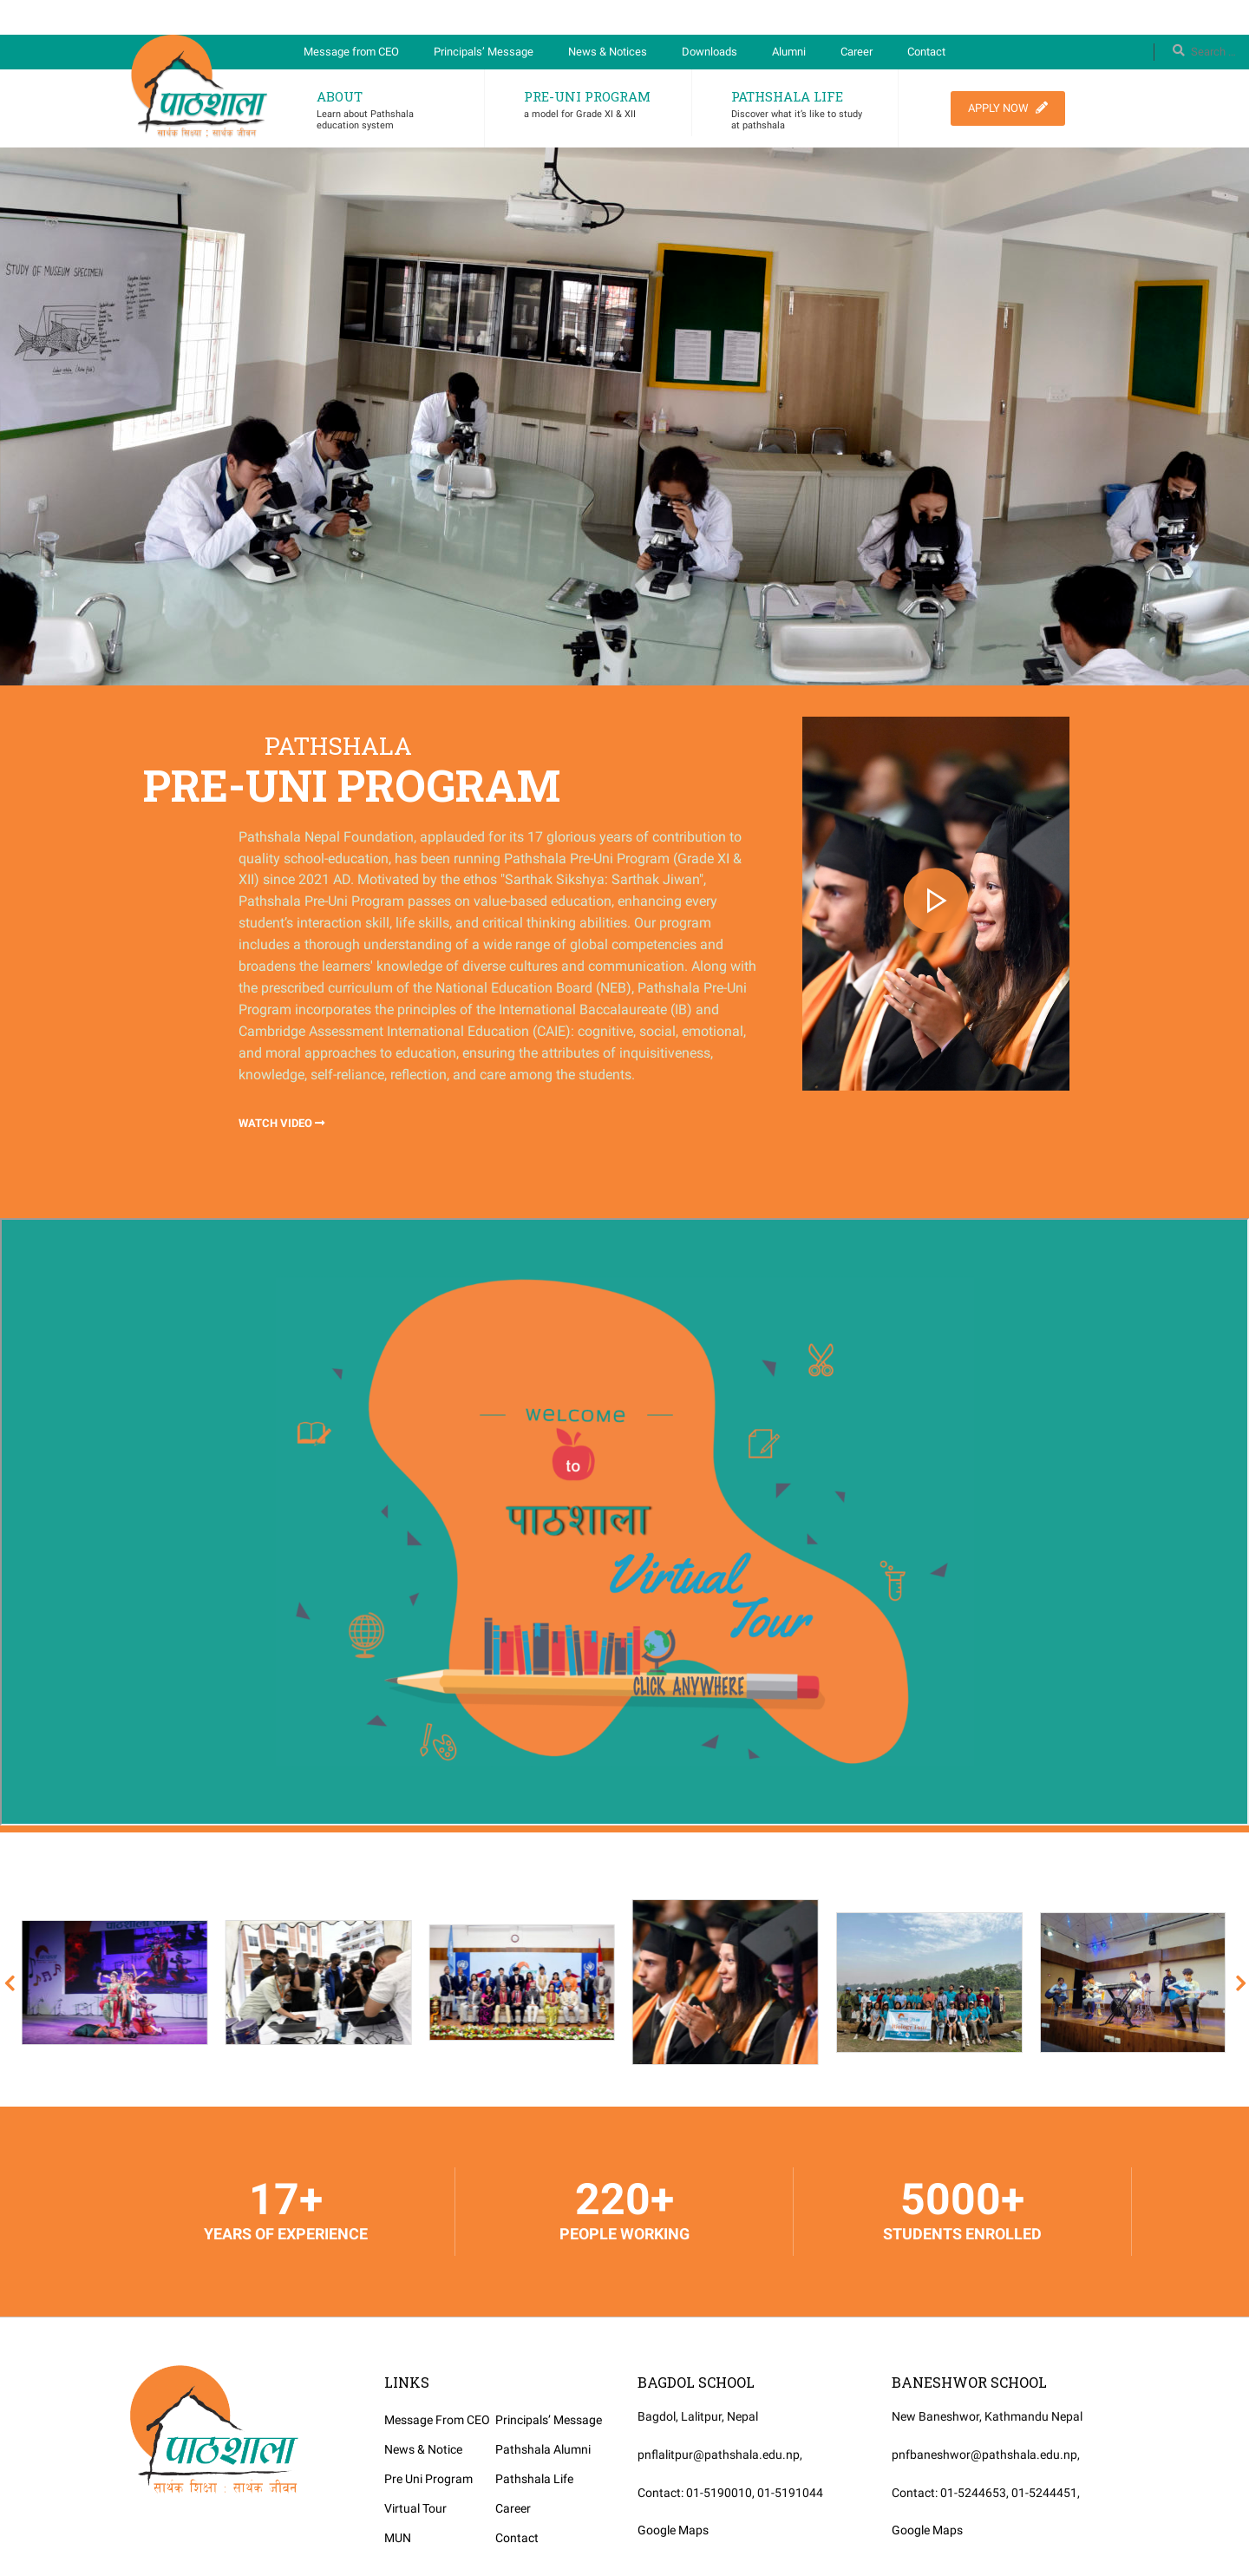 Message from CEO Principals’ Message News & Notices Downloads Alumni Career Contact Search
पाठशाला
ABOUT
Learn about Pathshala
education system
PRE-UNI PROGRAM
a model for Grade XI & XII
PATHSHALA LIFE
Discover what it’s like to study
at pathshala
APPLY NOW
STUDY OF MUSEUM SPECIMEN
PATHSHALA
PRE-UNI PROGRAM
Pathshala Nepal Foundation, applauded for its 17 glorious years of contribution to
quality school-education, has been running Pathshala Pre-Uni Program (Grade XI &
XII) since 2021 AD. Motivated by the ethos "Sarthak Sikshya: Sarthak Jiwan",
Pathshala Pre-Uni Program passes on value-based education, enhancing every
student's interaction skill, life skills, and critical thinking abilities. Our program
includes a thorough understanding of a wide range of global competencies and
broadens the learners' knowledge of diverse cultures and communication. Along with
the prescribed curriculum of the National Education Board (NEB), Pathshala Pre-Uni
Program incorporates the principles of the International Baccalaureate (IB) and
Cambridge Assessment International Education (CAIE): cognitive, social, emotional,
and moral approaches to education, ensuring the attributes of inquisitiveness,
knowledge, self-reliance, reflection, and care among the students.
WATCH VIDEO
WELCOME
to
पाठशाला
Virtual
Tour
CLICK ANYWHERE
17+
YEARS OF EXPERIENCE
220+
PEOPLE WORKING
5000+
STUDENTS ENROLLED
पाठशाला
सार्थक शिक्षा : सार्थक जीवन
LINKS
Message From CEO Principals’ Message
News & Notice Pathshala Alumni
Pre Uni Program Pathshala Life
Virtual Tour Career
MUN Contact
BAGDOL SCHOOL
Bagdol, Lalitpur, Nepal
pnflalitpur@pathshala.edu.np,
Contact: 01-5190010, 01-5191044
Google Maps
BANESHWOR SCHOOL
New Baneshwor, Kathmandu Nepal
pnfbaneshwor@pathshala.edu.np,
Contact: 01-5244653, 01-5244451,
Google Maps